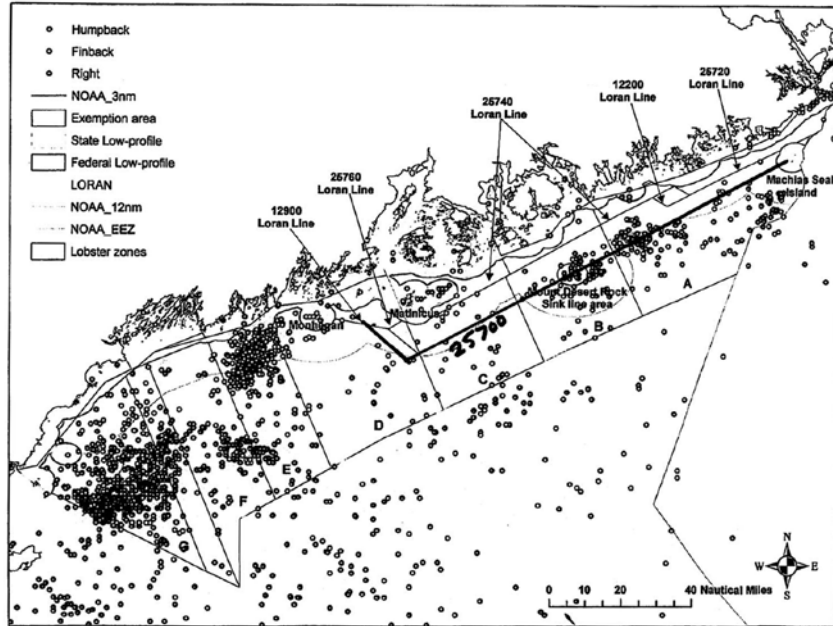 Humpback
Finback
Right
NOAA_3nm
Exemption area
State Low-profile
Federal Low-profile
LORAN
NOAA_12nm
NOAA_EEZ
Lobster zones
12900
Loran Line
25760
Loran Line
25740
Loran Line
12200
Loran Line
25720
Loran Line
Machias Seal
Island
Mount Desert Rock
Sink line area
Matinicus
Monhegan
25700
A
B
C
D
E
F
G
N
W E
S
0 10 20 40 Nautical Miles